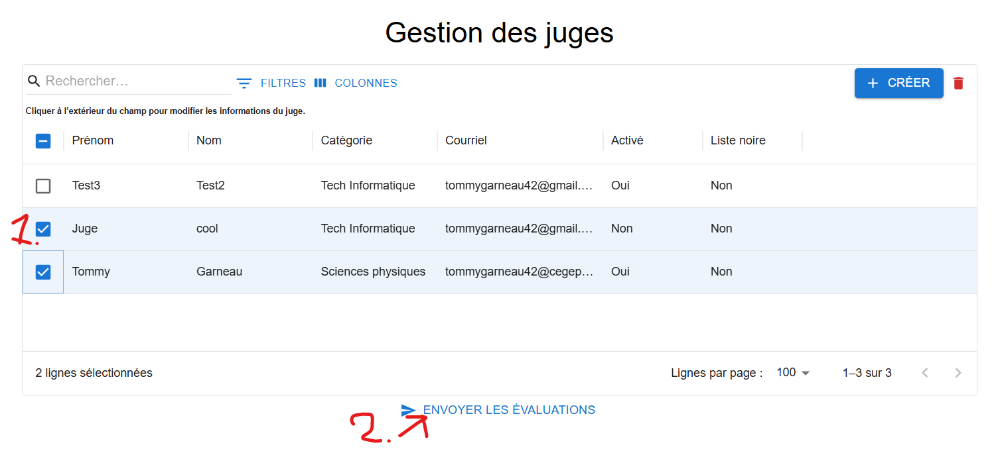 Gestion des juges
Rechercher… FILTRES COLONNES + CRÉER
Cliquer à l'extérieur du champ pour modifier les informations du juge.
Prénom Nom Catégorie Courriel Activé Liste noire
Test3 Test2 Tech Informatique tommygarneau42@gmail.… Oui Non
1. Juge cool Tech Informatique tommygarneau42@gmail.… Non Non
Tommy Garneau Sciences physiques tommygarneau42@cegep… Oui Non
2 lignes sélectionnées Lignes par page : 100 1–3 sur 3
ENVOYER LES ÉVALUATIONS
2.